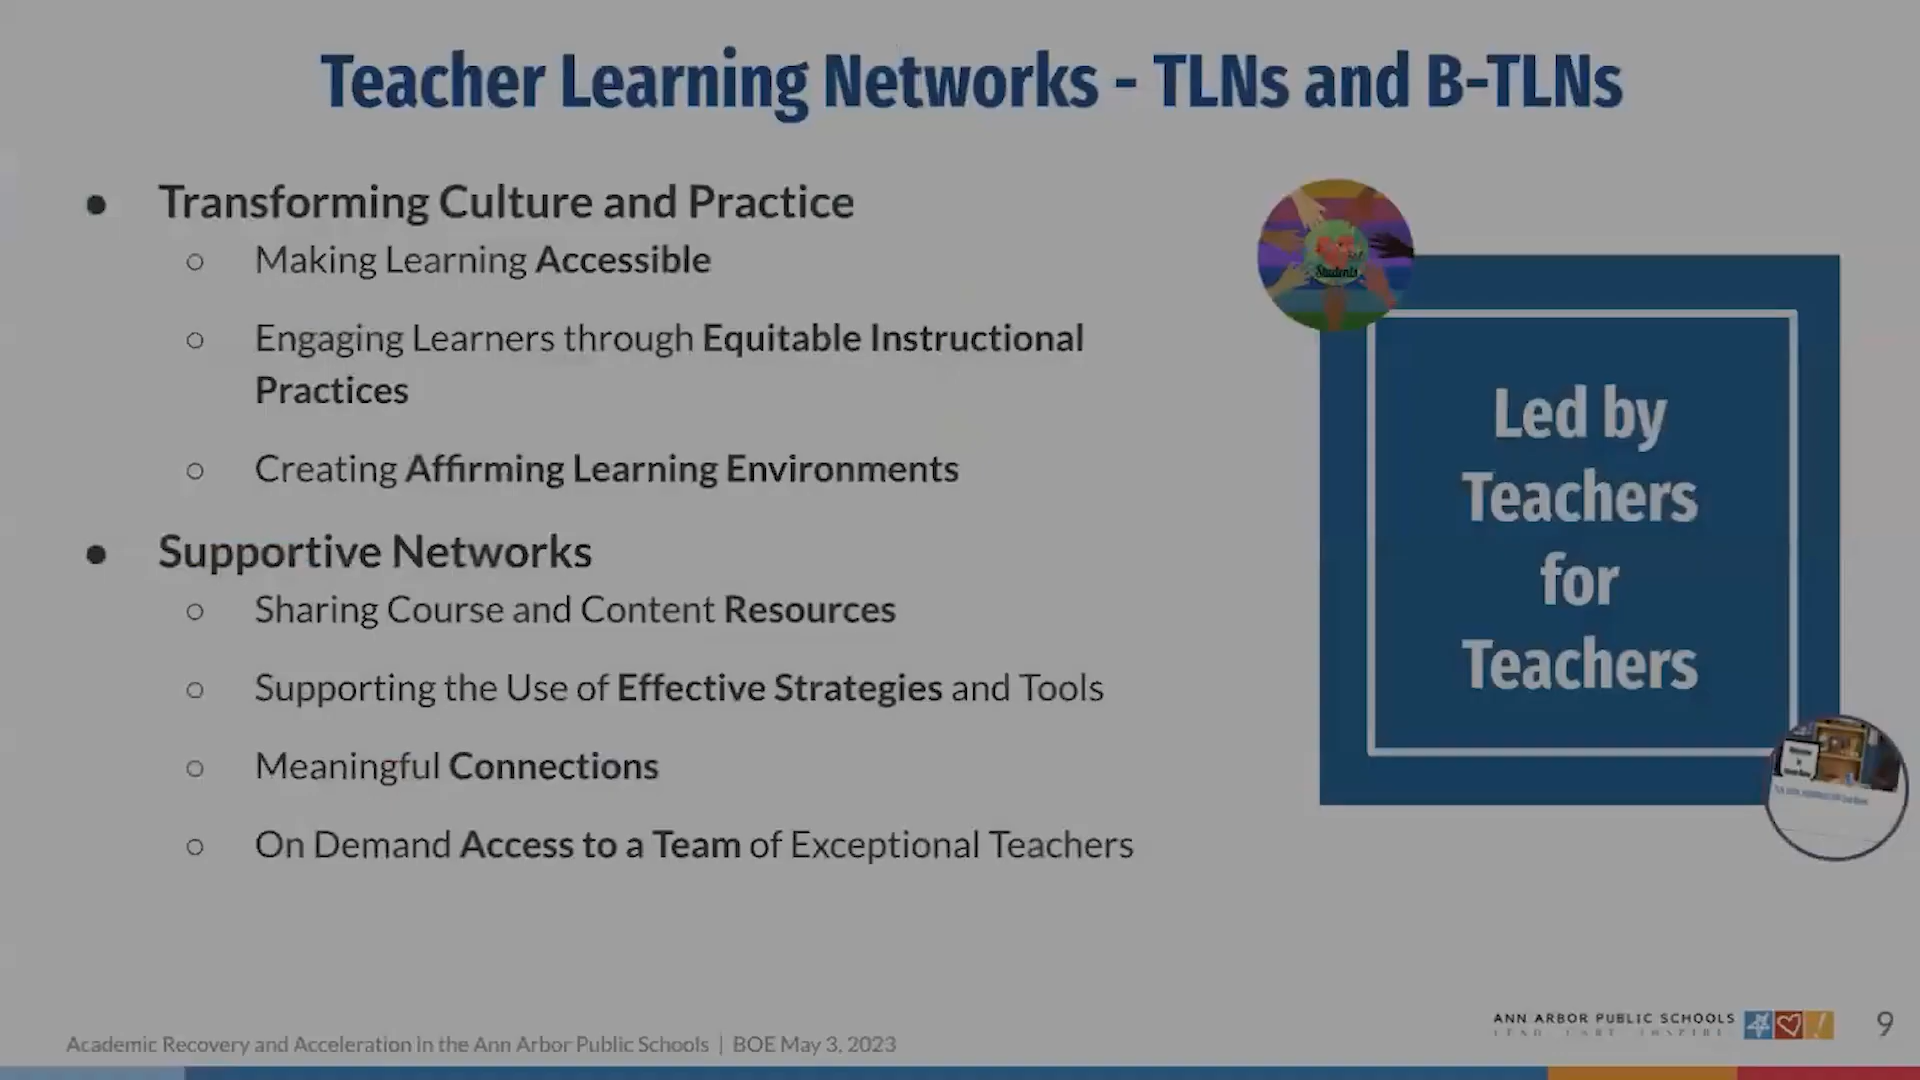 Teacher Learning Networks - TLNs and B-TLNs
● Transforming Culture and Practice
○ Making Learning Accessible
○ Engaging Learners through Equitable Instructional
Practices
○ Creating Affirming Learning Environments
● Supportive Networks
○ Sharing Course and Content Resources
○ Supporting the Use of Effective Strategies and Tools
○ Meaningful Connections
○ On Demand Access to a Team of Exceptional Teachers
Students
Led by
Teachers
for
Teachers
Academic Recovery and Acceleration in the Ann Arbor Public Schools | BOE May 3, 2023
ANN ARBOR PUBLIC SCHOOLS
LEAD CARE INSPIRE
9